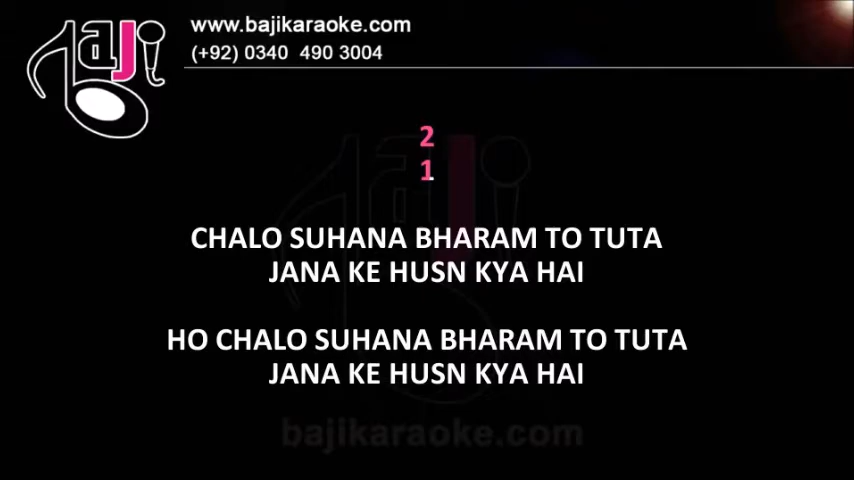 BAJI
www.bajikaraoke.com
(+92) 0340 490 3004
2
1
CHALO SUHANA BHARAM TO TUTA
JANA KE HUSN KYA HAI
HO CHALO SUHANA BHARAM TO TUTA
JANA KE HUSN KYA HAI
bajikaraoke.com